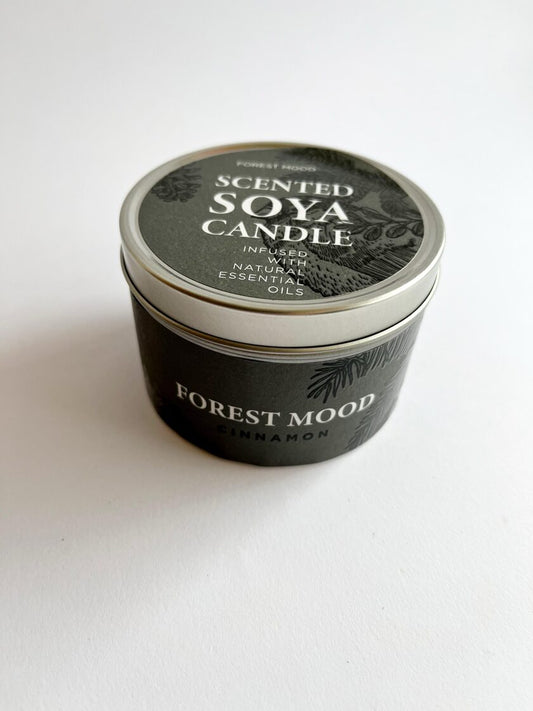 FOREST MOOD
SCENTED
SOYA
CANDLE
INFUSED
WITH
NATURAL
ESSENTIAL
OILS
FOREST MOOD
CINNAMON